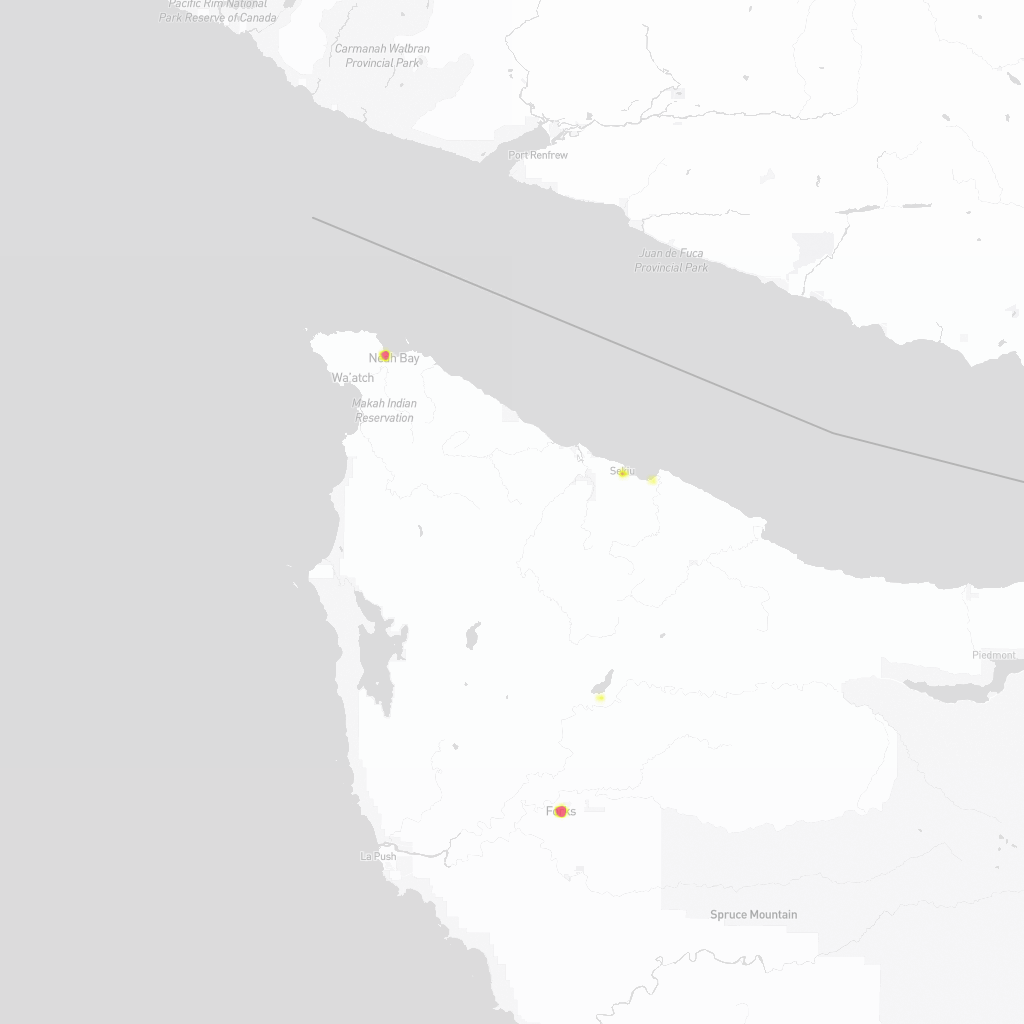 Pacific Rim National
Park Reserve of Canada
Carmanah Walbran
Provincial Park
Port Renfrew
Juan de Fuca
Provincial Park
Neah Bay
Wa'atch
Makah Indian
Reservation
Sekiu
Piedmont
Forks
La Push
Spruce Mountain